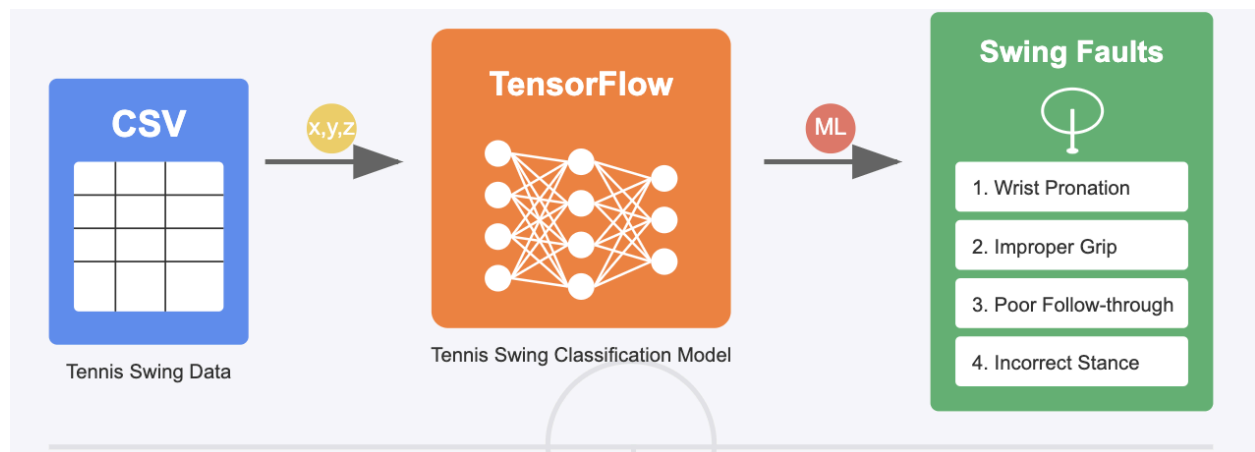 CSV
Tennis Swing Data
x,y,z
TensorFlow
Tennis Swing Classification Model
ML
Swing Faults
1. Wrist Pronation
2. Improper Grip
3. Poor Follow-through
4. Incorrect Stance